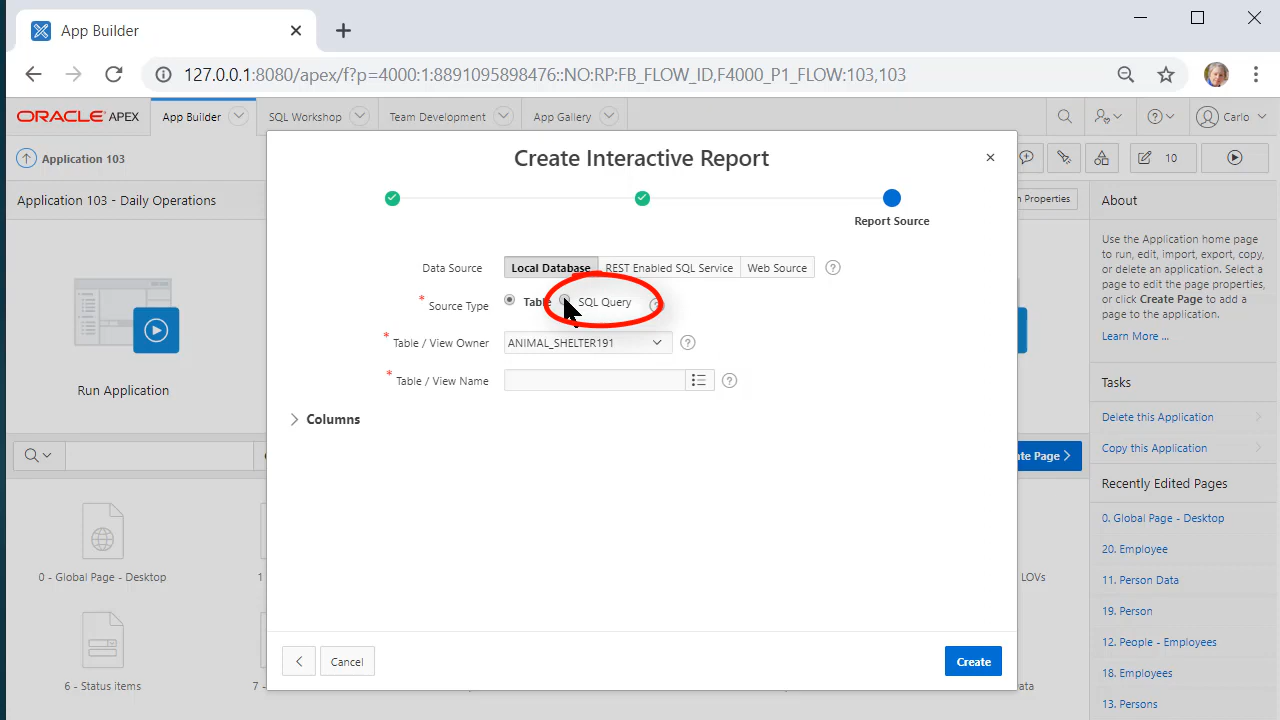 App Builder
127.0.0.1:8080/apex/f?p=4000:1:8891095898476::NO:RP:FB_FLOW_ID,F4000_P1_FLOW:103,103
ORACLE APEX
App Builder
SQL Workshop
Team Development
App Gallery
Carlo
Application 103
10
Application 103 - Daily Operations
Properties
About
Use the Application home page
to run, edit, import, export, copy,
or delete an application. Select a
page to edit the page properties,
or click Create Page to add a
page to the application.
Learn More ...
Run Application
Tasks
Delete this Application
Copy this Application
Page
Recently Edited Pages
0. Global Page - Desktop
20. Employee
11. Person Data
19. Person
12. People - Employees
18. Employees
13. Persons
0 - Global Page - Desktop
1
LOVs
6 - Status items
7 -
Create Interactive Report
Report Source
Data Source
Local Database
REST Enabled SQL Service
Web Source
* Source Type
Table
SQL Query
* Table / View Owner
ANIMAL_SHELTER191
* Table / View Name
Columns
Cancel
Create